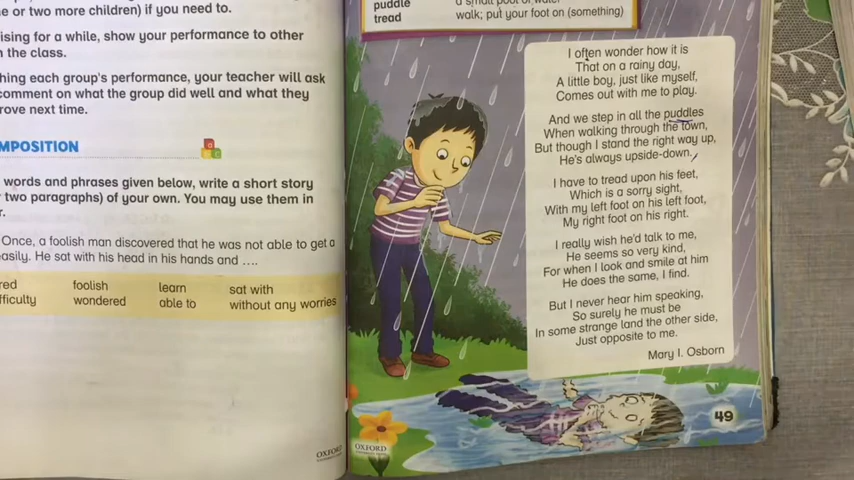 e or two more children) if you need to.
ising for a while, show your performance to other
n the class.
hing each group's performance, your teacher will ask
comment on what the group did well and what they
rove next time.
MPOSITION
words and phrases given below, write a short story
two paragraphs) of your own. You may use them in
r.
Once, a foolish man discovered that he was not able to get a
easily. He sat with his head in his hands and ....
red foolish learn sat with
fficulty wondered able to without any worries
OXFORD
puddle a small pool of water
tread walk; put your foot on (something)
I often wonder how it is
That on a rainy day,
A little boy, just like myself,
Comes out with me to play.
And we step in all the puddles
When walking through the town,
But though I stand the right way up,
He's always upside-down.
I have to tread upon his feet,
Which is a sorry sight,
With my left foot on his left foot,
My right foot on his right.
I really wish he'd talk to me,
He seems so very kind,
For when I look and smile at him
He does the same, I find.
But I never hear him speaking,
So surely he must be
In some strange land the other side,
Just opposite to me.
Mary I. Osborn
49
OXFORD